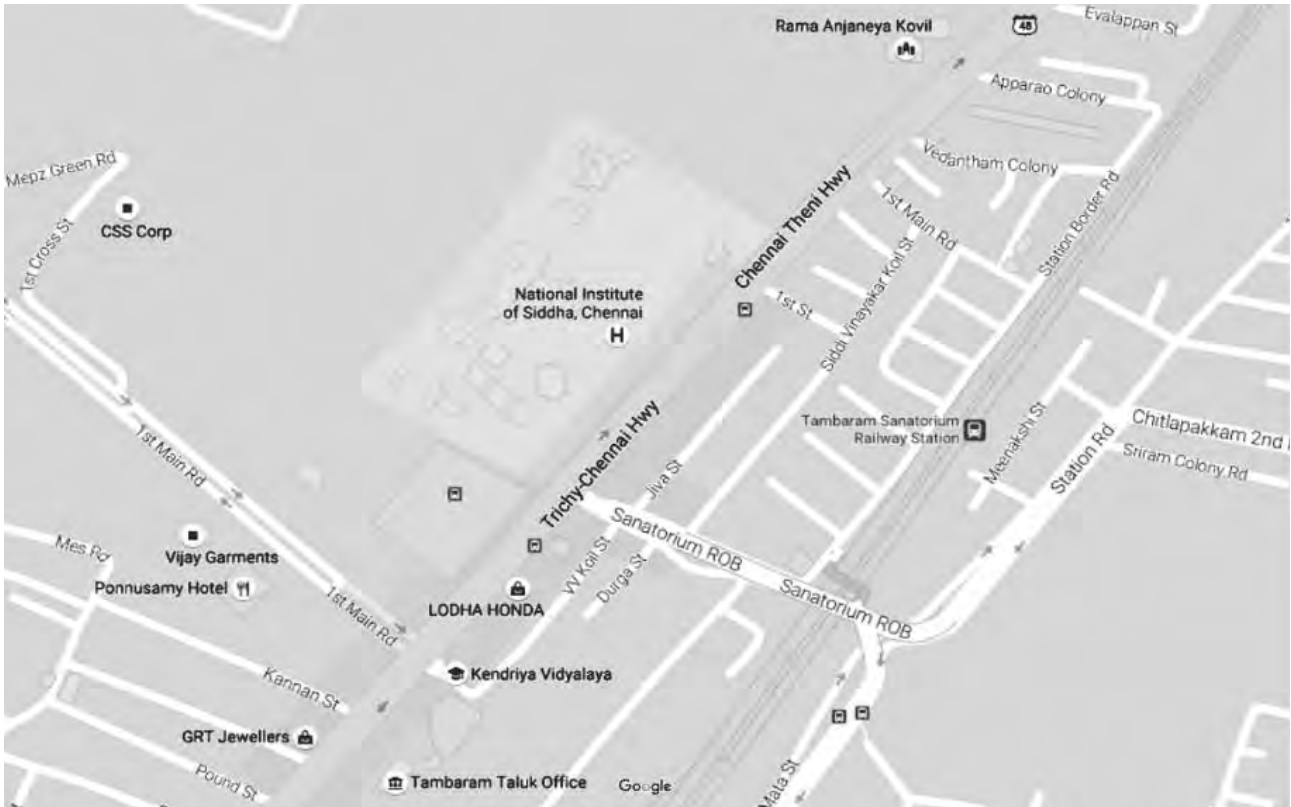 Rama Anjaneya Kovil
48
Evalappan St
Apparao Colony
Mepz Green Rd
Vedantham Colony
CSS Corp
1st Cross St
Chennai Theni Hwy
1st Main Rd
Station Border Rd
National Institute
of Siddha, Chennai
H
1st St
Siddi Vinayakar Koil St
Tambaram Sanatorium
Railway Station
Meenakshi St
Station Rd
Chitlapakkam 2nd
Sriram Colony Rd
Trichy-Chennai Hwy
Jiva St
1st Main Rd
Sanatorium ROB
Sanatorium ROB
Vijay Garments
Mes Rd
Ponnusamy Hotel
1st Main Rd
LODHA HONDA
VV Koil St
Durga St
Kendriya Vidyalaya
Kannan St
GRT Jewellers
Pound St
Tambaram Taluk Office
Google
Mata St